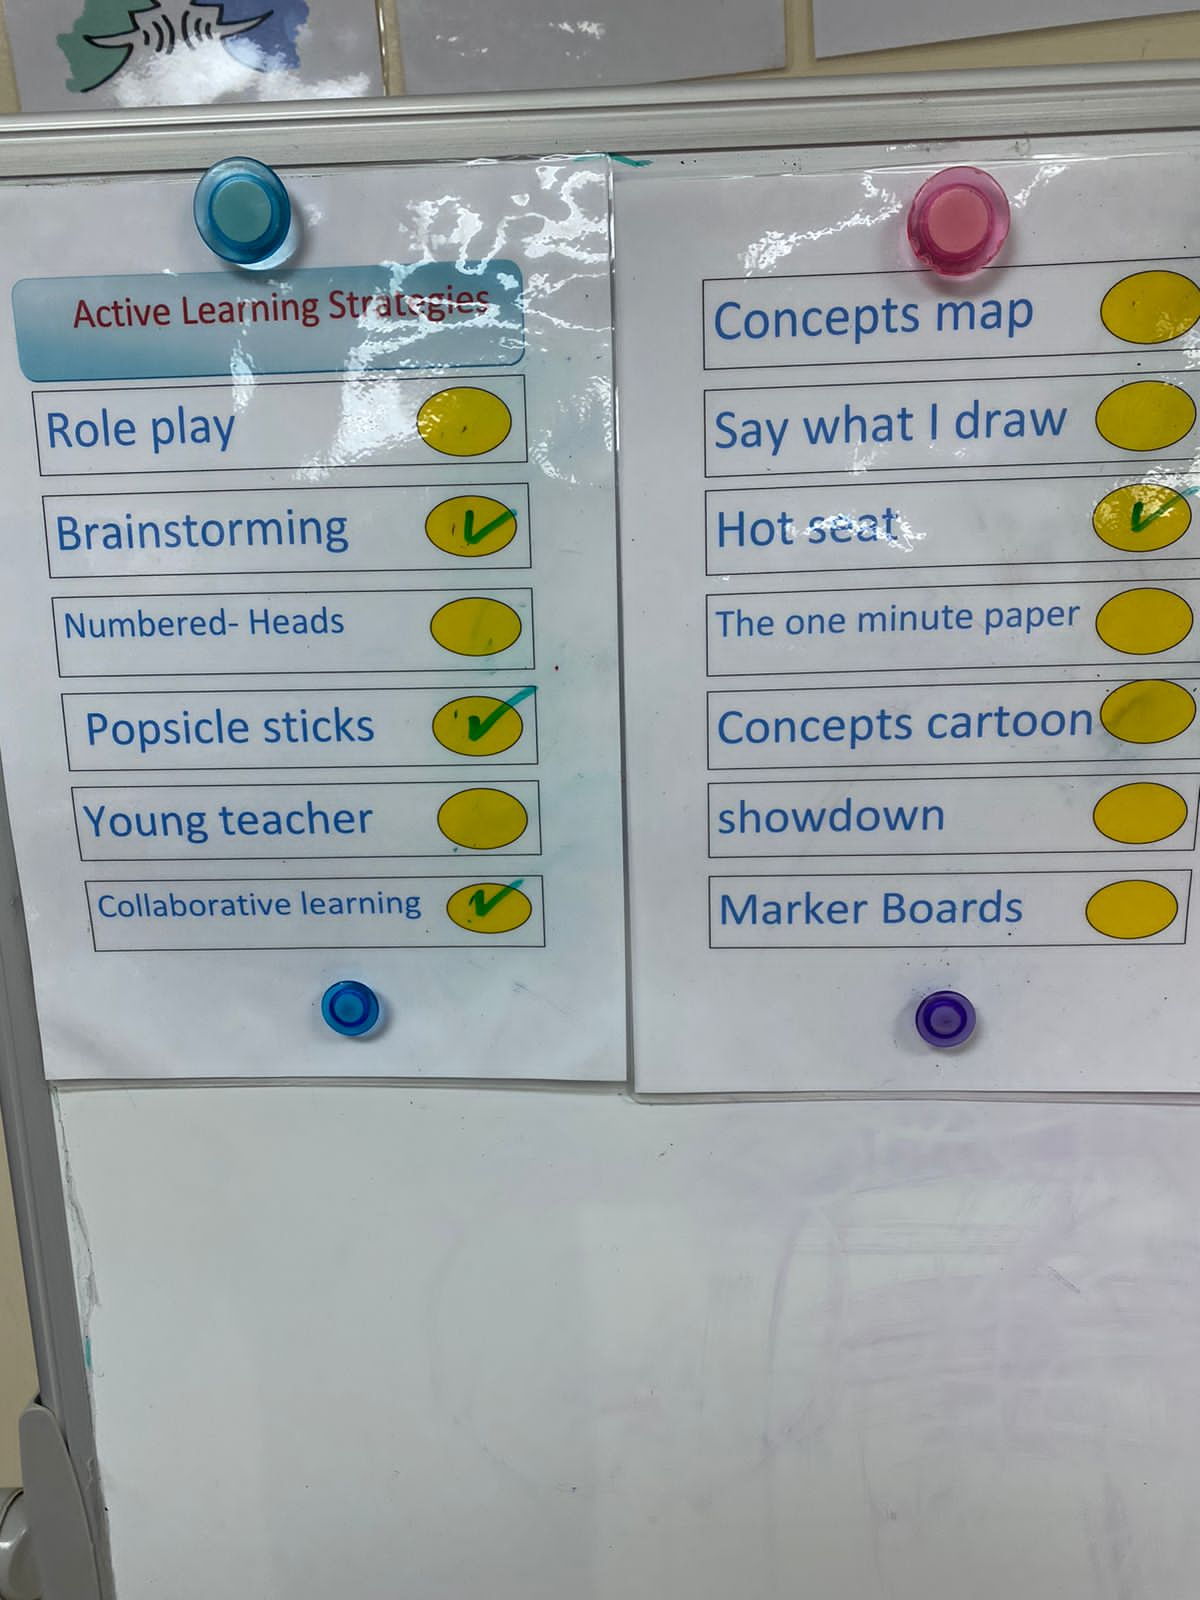 Active Learning Strategies
Role play
Brainstorming
Numbered- Heads
Popsicle sticks
Young teacher
Collaborative learning
Concepts map
Say what I draw
Hot seat
The one minute paper
Concepts cartoon
showdown
Marker Boards